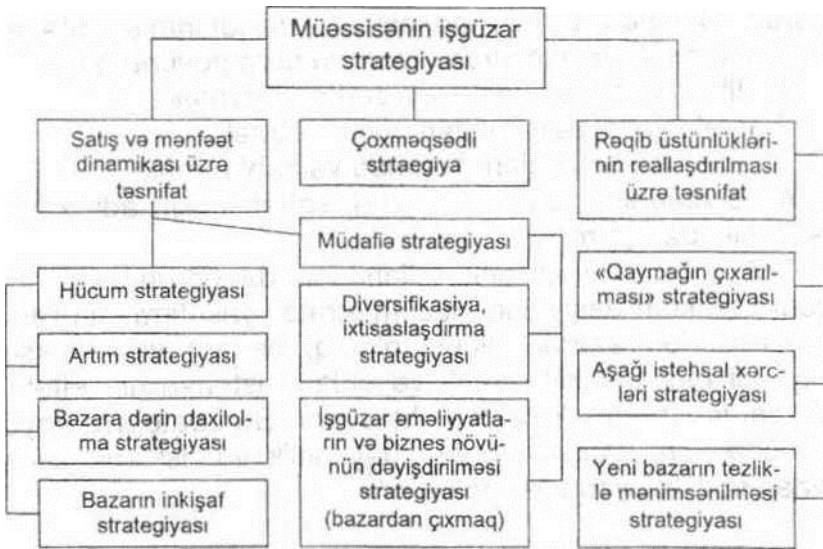 Müəssisənin işgüzar
strategiyası
Satış və mənfəət
dinamikası üzrə
təsnifat
Çoxməqsədli
strtaegiya
Rəqib üstünlüklәri-
nin reallaşdırılması
üzrə təsnifat
Müdafiə strategiyası
Hücum strategiyası
Artım strategiyası
Bazara dərin daxilol-
ma strategiyası
Bazarın inkişaf
strategiyası
Diversifikasiya,
ixtisaslaşdırma
strategiyası
İşgüzar əməliyyatla-
rın və biznes növü-
nün dəyişdirilməsi
strategiyası
(bazardan çıxmaq)
«Qaymağın çıxarıl-
ması» strategiyası
Aşağı istehsal xərc-
ləri strategiyası
Yeni bazarın tezlik-
lə mənimsənilməsi
strategiyası